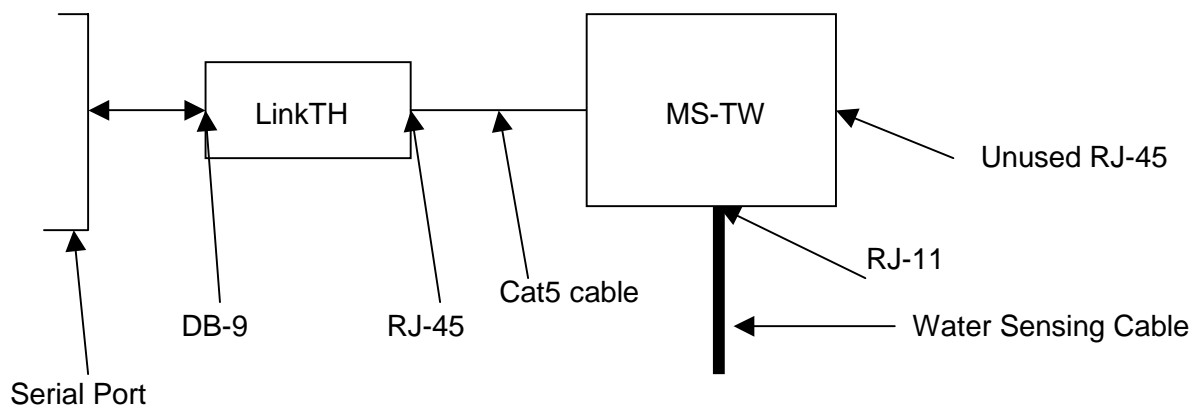 LinkTH
MS-TW
Unused RJ-45
RJ-11
Cat5 cable
DB-9
RJ-45
Water Sensing Cable
Serial Port